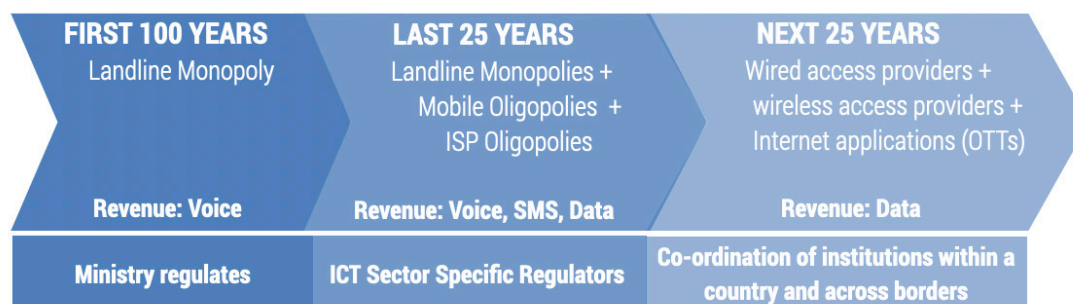 FIRST 100 YEARS
Landline Monopoly
Revenue: Voice
Ministry regulates
LAST 25 YEARS
Landline Monopolies +
Mobile Oligopolies +
ISP Oligopolies
Revenue: Voice, SMS, Data
ICT Sector Specific Regulators
NEXT 25 YEARS
Wired access providers +
wireless access providers +
Internet applications (OTTs)
Revenue: Data
Co-ordination of institutions within a
country and across borders